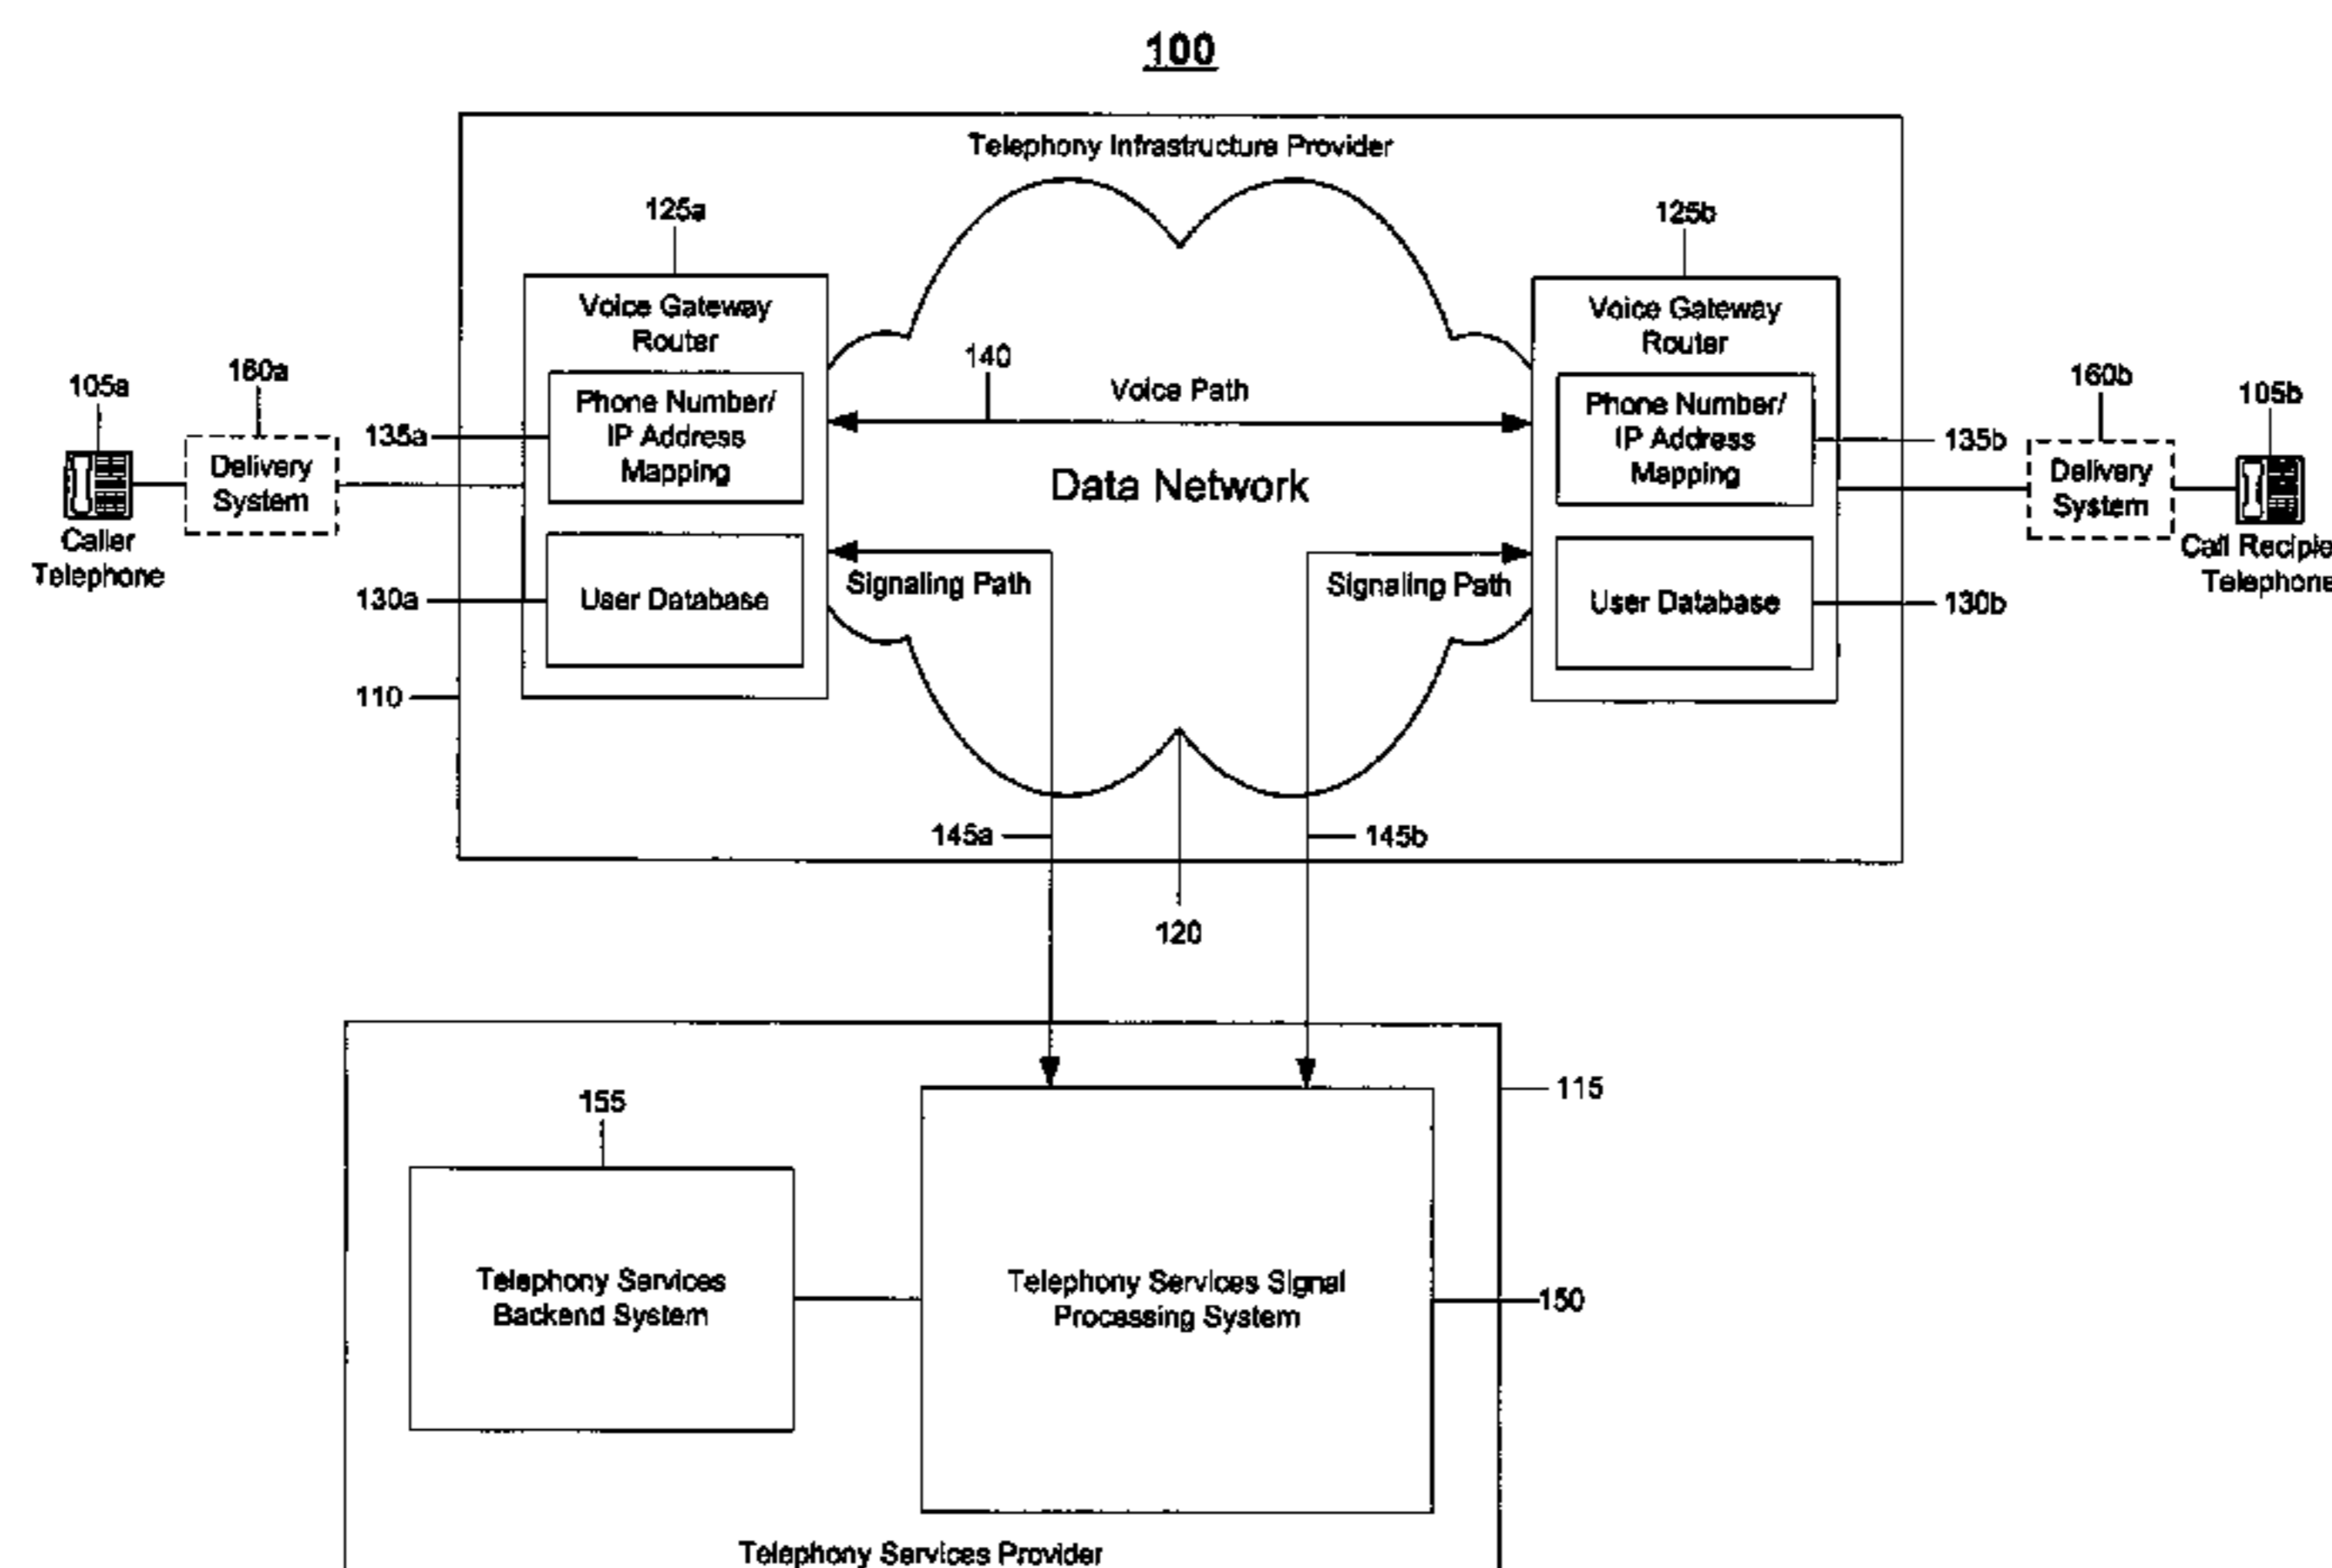 100
Telephony Infrastructure Provider
125a
125b
Voice Gateway
Router
Voice Gateway
Router
140
Voice Path
105a
160a
160b
105b
Phone Number/
IP Address
Mapping
135a
Phone Number/
IP Address
Mapping
135b
Delivery
System
Data Network
Delivery
System
Caller
Telephone
Call Recipie
Telephone
Signaling Path
Signaling Path
130a
User Database
User Database
130b
110
145a
145b
120
115
155
Telephony Services
Backend System
Telephony Services Signal
Processing System
150
Telephony Services Provider